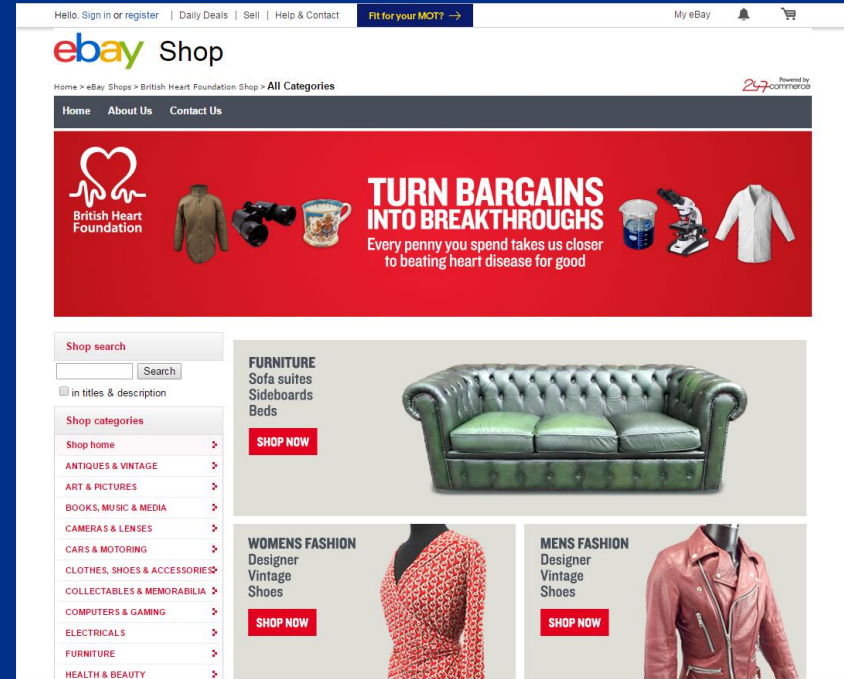 Hello. Sign in or register | Daily Deals | Sell | Help & Contact
Fit for your MOT? →
My eBay
ebay Shop
Home > eBay Shops > British Heart Foundation Shop > All Categories
Powered by
247commerce
Home About Us Contact Us
British Heart
Foundation
TURN BARGAINS
INTO BREAKTHROUGHS
Every penny you spend takes us closer
to beating heart disease for good
Shop search
Search
in titles & description
Shop categories
Shop home
ANTIQUES & VINTAGE
ART & PICTURES
BOOKS, MUSIC & MEDIA
CAMERAS & LENSES
CARS & MOTORING
CLOTHES, SHOES & ACCESSORIES
COLLECTABLES & MEMORABILIA
COMPUTERS & GAMING
ELECTRICALS
FURNITURE
HEALTH & BEAUTY
FURNITURE
Sofa suites
Sideboards
Beds
SHOP NOW
WOMENS FASHION
Designer
Vintage
Shoes
SHOP NOW
MENS FASHION
Designer
Vintage
Shoes
SHOP NOW